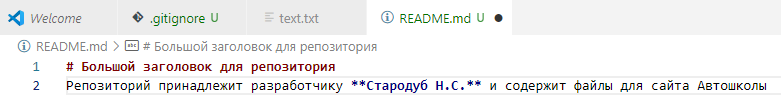 Welcome .gitignore U text.txt README.md U
README.md > # Большой заголовок для репозитория
1 # Большой заголовок для репозитория
2 Репозиторий принадлежит разработчику **Стародуб Н.С.** и содержит файлы для сайта Автошколы